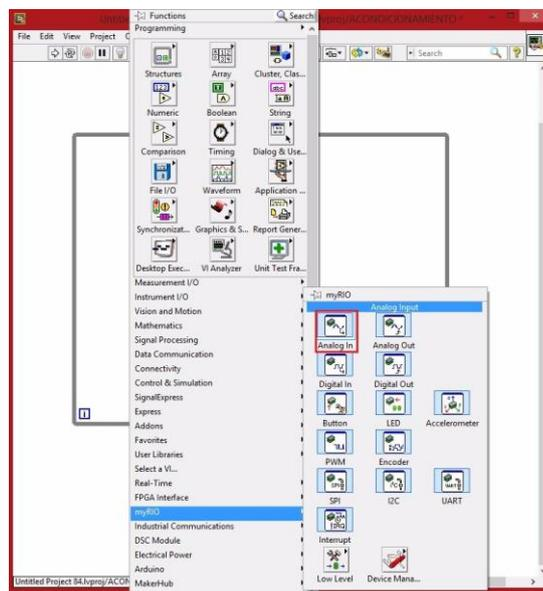 Untitled
Functions
Search
lvproj/ACONDICIONAMIENTO *
File Edit View Project
Programming
Search
Structures Array Cluster, Clas...
Numeric Boolean String
Comparison Timing Dialog & Use...
File I/O Waveform Application ...
Synchronizat... Graphics & S... Report Gener...
Desktop Exec... VI Analyzer Unit Test Fra...
Measurement I/O
Instrument I/O
Vision and Motion
Mathematics
Signal Processing
Data Communication
Connectivity
Control & Simulation
SignalExpress
Express
Addons
Favorites
User Libraries
Select a VI...
Real-Time
FPGA Interface
myRIO
Industrial Communications
DSC Module
Electrical Power
Arduino
MakerHub
myRIO
Analog Input
Analog In Analog Out
Digital In Digital Out
Button LED Accelerometer
PWM Encoder
SPI I2C UART
Interrupt
Low Level Device Mana...
i
Untitled Project 84.lvproj/ACON